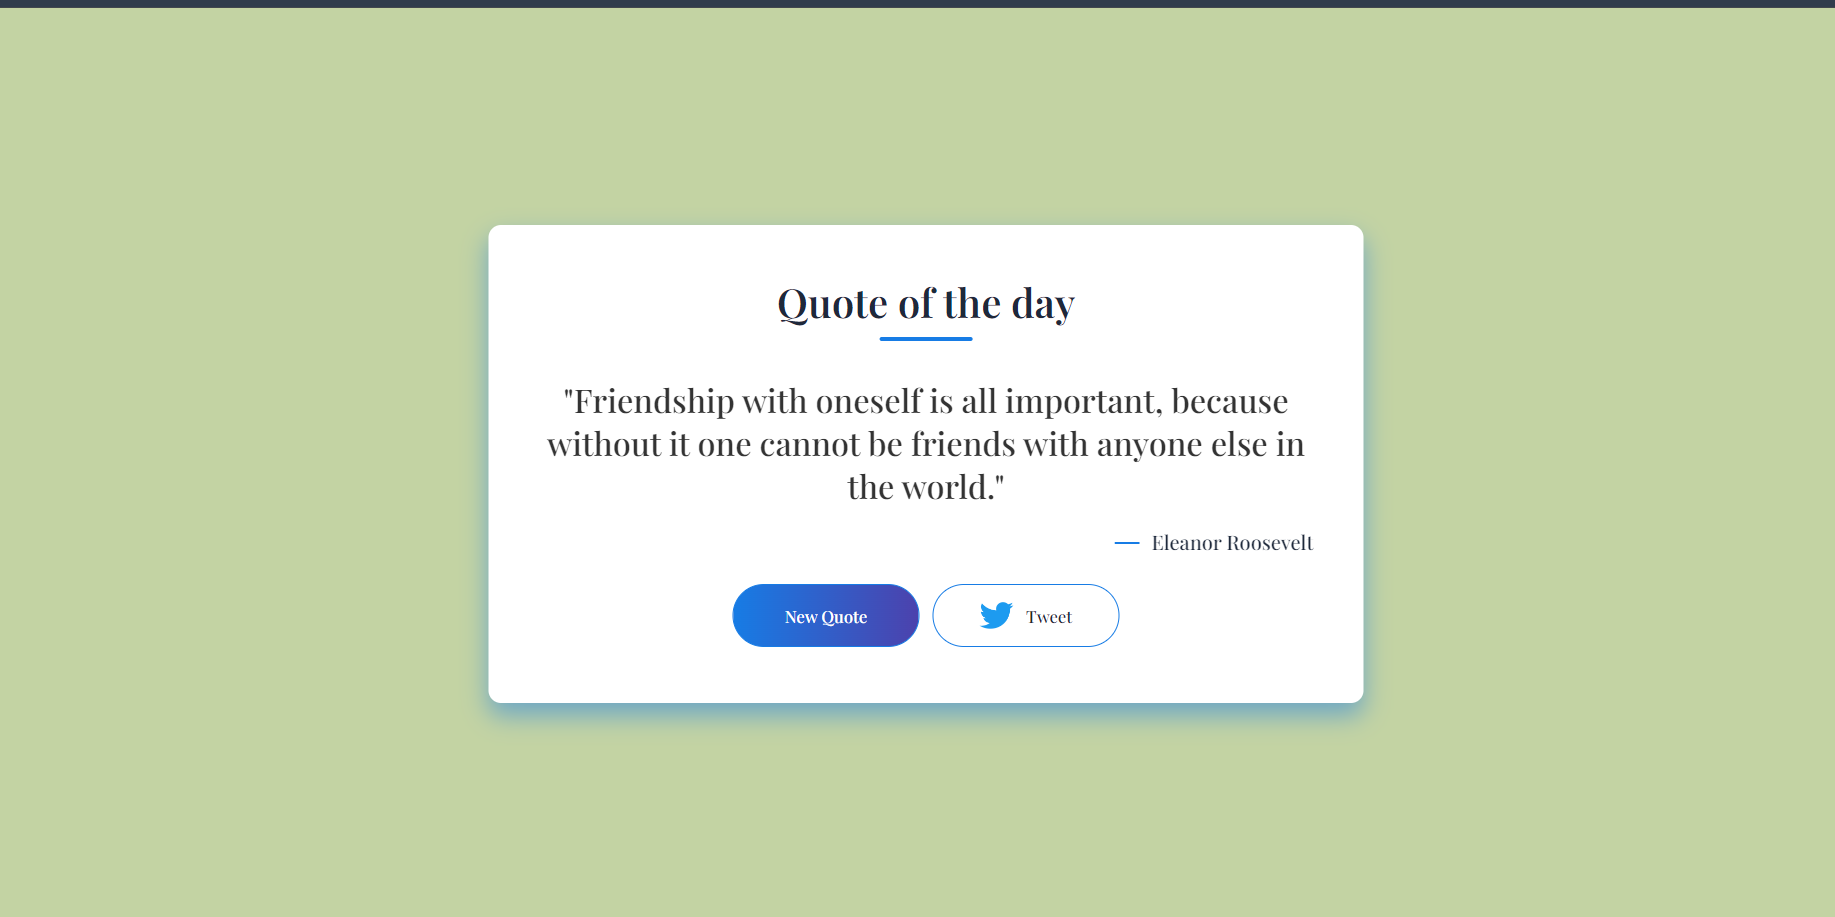 Quote of the day
"Friendship with oneself is all important, because
without it one cannot be friends with anyone else in
the world."
— Eleanor Roosevelt
New Quote
Tweet